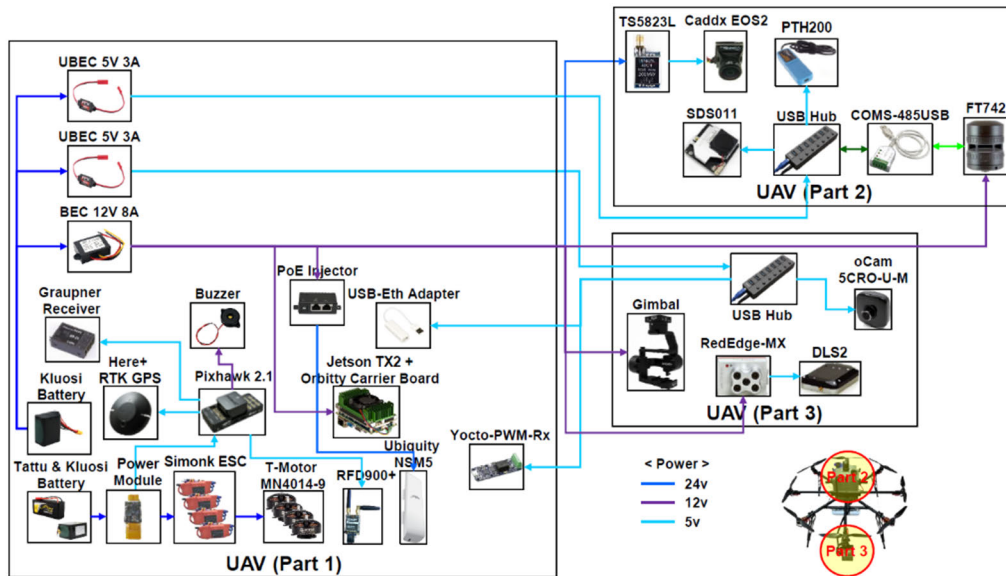 UBEC 5V 3A
UBEC 5V 3A
BEC 12V 8A
PoE Injector
USB-Eth Adapter
Graupner
Receiver
Buzzer
Here+
RTK GPS
Pixhawk 2.1
Jetson TX2 +
Orbitty Carrier Board
Kluosi
Battery
Tattu & Kluosi
Battery
Power
Module
Simonk ESC
T-Motor
MN4014-9
RFD900+
Ubiquity
NSM5
UAV (Part 1)
TS5823L
Caddx EOS2
PTH200
SDS011
USB Hub
COMS-485USB
FT742
UAV (Part 2)
oCam
5CRO-U-M
USB Hub
Gimbal
RedEdge-MX
DLS2
UAV (Part 3)
Yocto-PWM-Rx
< Power >
24v
12v
5v
Part 2
Part 3